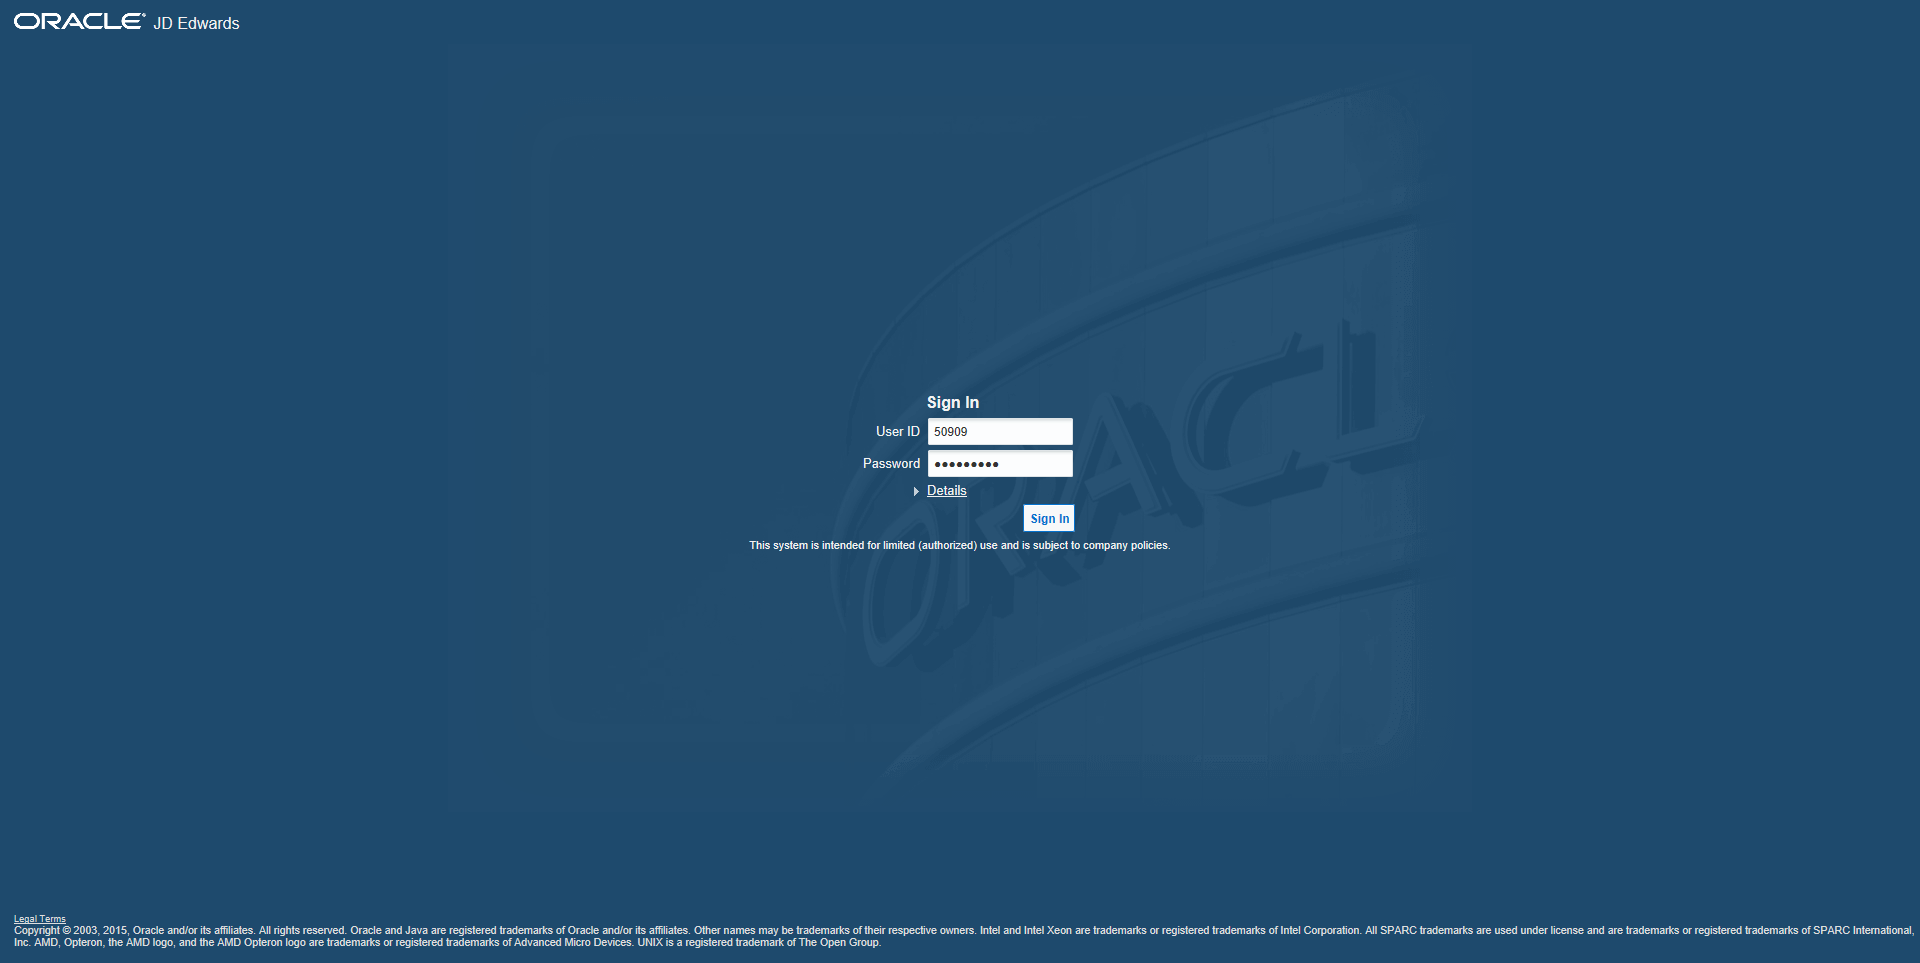 ORACLE® JD Edwards
Sign In
User ID 50909
Password ●●●●●●●●●
Details
Sign In
This system is intended for limited (authorized) use and is subject to company policies.
ORACL
Legal Terms
Copyright © 2003, 2015, Oracle and/or its affiliates. All rights reserved. Oracle and Java are registered trademarks of Oracle and/or its affiliates. Other names may be trademarks of their respective owners. Intel and Intel Xeon are trademarks or registered trademarks of Intel Corporation. All SPARC trademarks are used under license and are trademarks or registered trademarks of SPARC International,
Inc. AMD, Opteron, the AMD logo, and the AMD Opteron logo are trademarks or registered trademarks of Advanced Micro Devices. UNIX is a registered trademark of The Open Group.